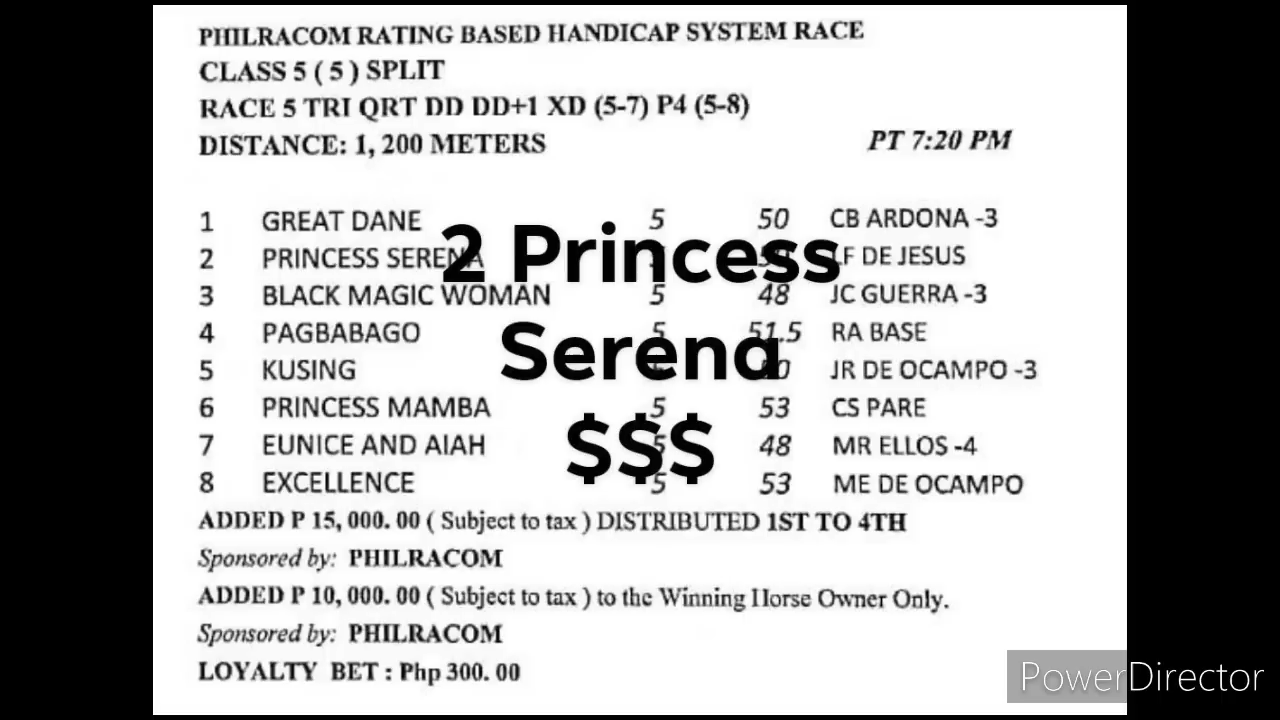 PHILRACOM RATING BASED HANDICAP SYSTEM RACE
CLASS 5 ( 5 ) SPLIT
RACE 5 TRI QRT DD DD+1 XD (5-7) P4 (5-8)
DISTANCE: 1, 200 METERS PT 7:20 PM
1 GREAT DANE 5 50 CB ARDONA -3
2 PRINCESS SERENA LF DE JESUS
3 BLACK MAGIC WOMAN 5 48 JC GUERRA -3
4 PAGBABAGO 5 51.5 RA BASE
5 KUSING JR DE OCAMPO -3
6 PRINCESS MAMBA 5 53 CS PARE
7 EUNICE AND AIAH 5 48 MR ELLOS -4
8 EXCELLENCE 5 53 ME DE OCAMPO
2 Princess
Serena
$$$
ADDED P 15, 000. 00 ( Subject to tax ) DISTRIBUTED 1ST TO 4TH
Sponsored by: PHILRACOM
ADDED P 10, 000. 00 ( Subject to tax ) to the Winning Horse Owner Only.
Sponsored by: PHILRACOM
LOYALTY BET : Php 300. 00
PowerDirector